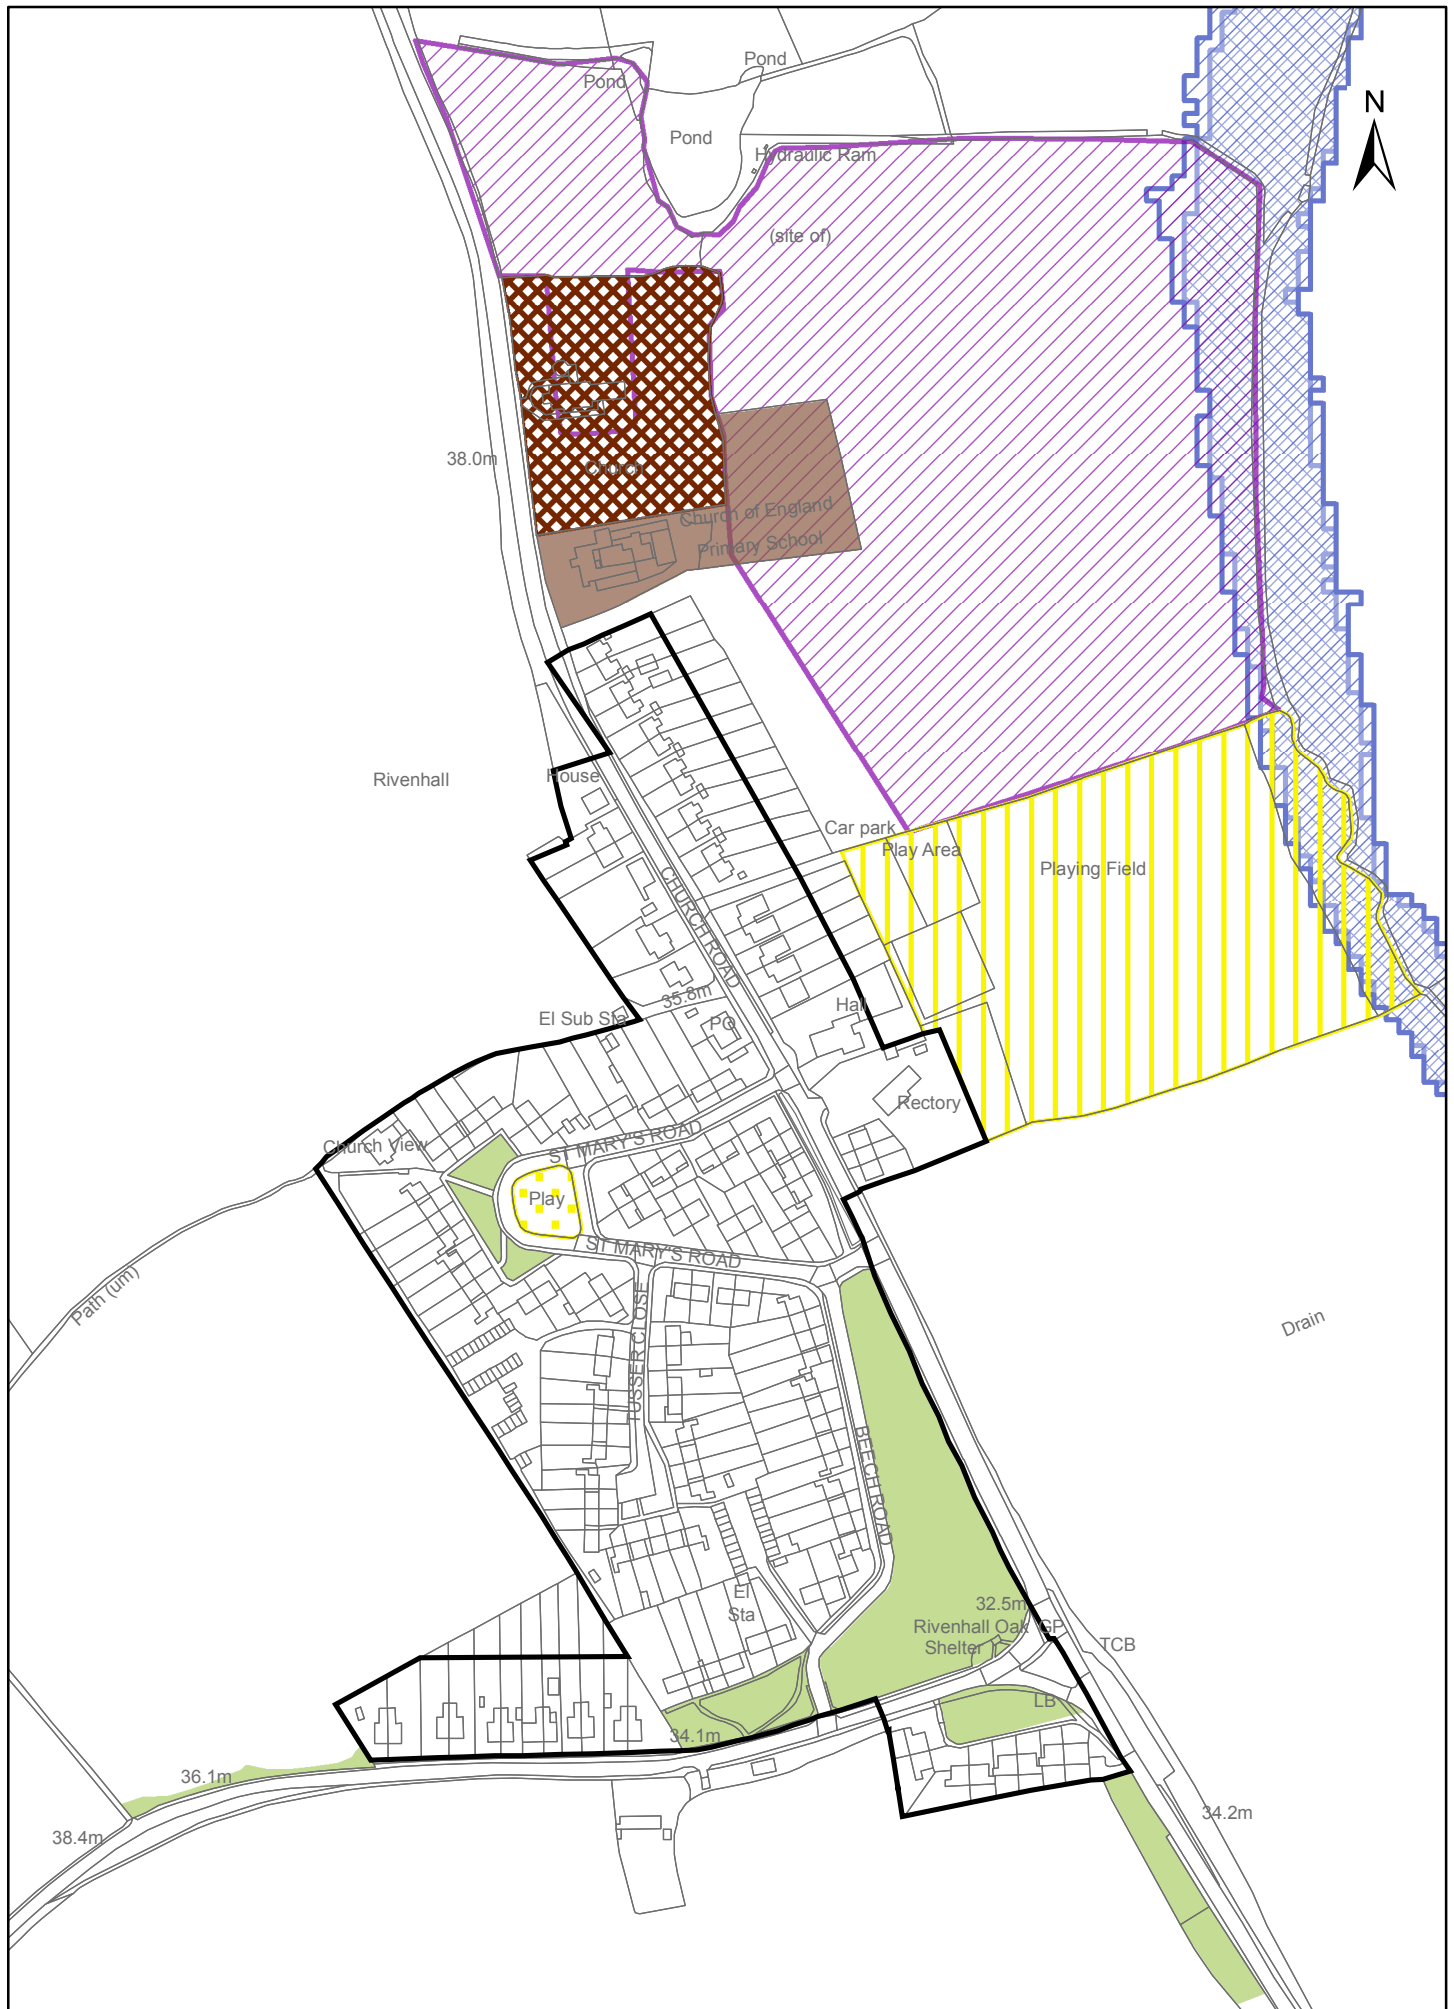 Pond
Pond
N
Pond
Hydraulic Ram
(site of)
38.0m
Church
Church of England
Primary School
Rivenhall
House
Car park
Play Area
Playing Field
CHURCH ROAD
35.8m
Hall
El Sub Sta
PO
Rectory
Church View
ST MARY'S ROAD
Play
ST MARY'S ROAD
Path (um)
TUSSER CLOSE
Drain
BEECH ROAD
El
Sta
32.5m
Rivenhall Oak
GP
Shelter
TCB
LB
34.1m
36.1m
34.2m
38.4m